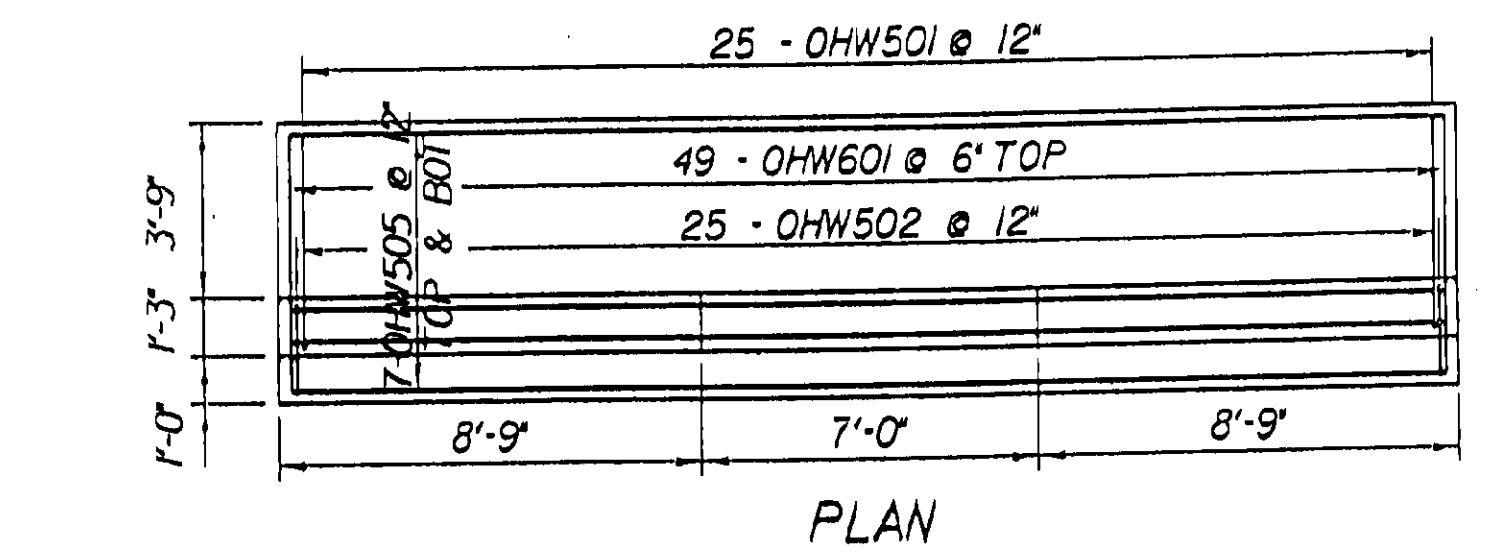 25 - OHW501 @ 12"
49 - OHW601 @ 6" TOP
25 - OHW502 @ 12"
7-OHW505 @ 12"
TOP & BOT
3'-9"
1'-3"
1'-0"
8'-9"
7'-0"
8'-9"
PLAN